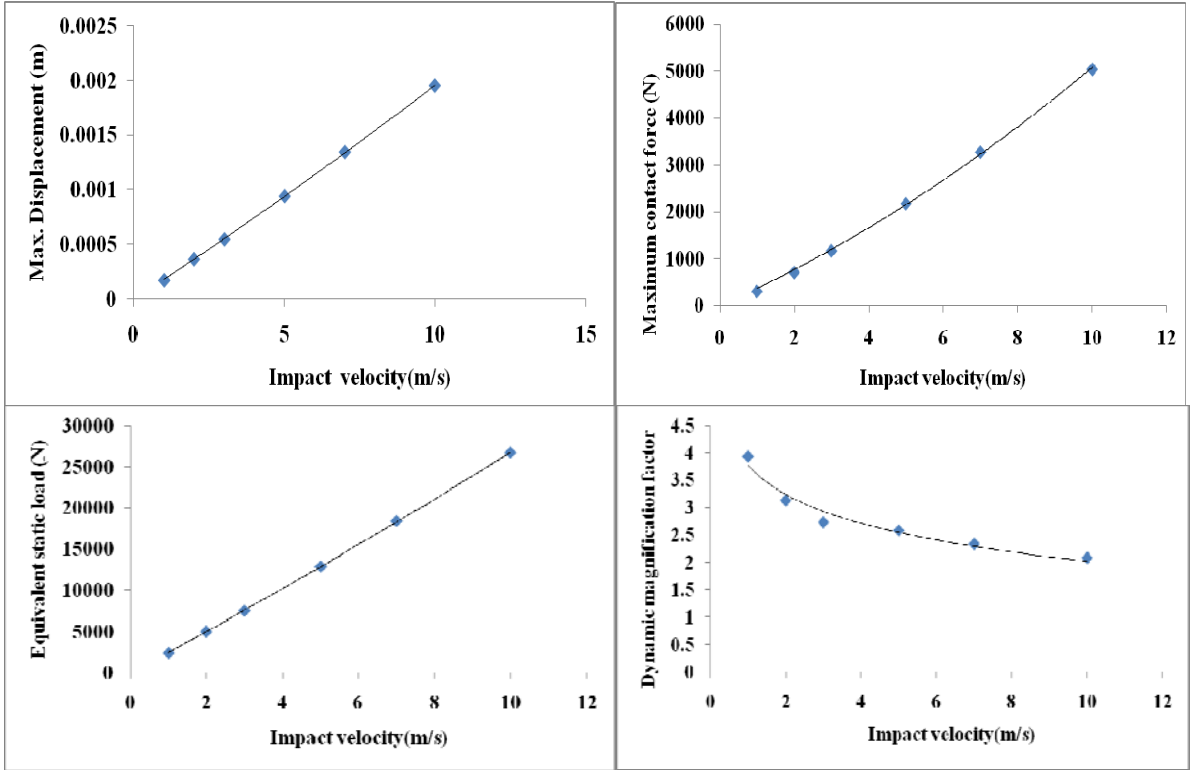 Max. Displacement (m)
0.0025
0.002
0.0015
0.001
0.0005
0
0 5 10 15
Impact velocity(m/s)
Maximum contact force (N)
6000
5000
4000
3000
2000
1000
0
0 2 4 6 8 10 12
Impact velocity(m/s)
Equivalent static load (N)
30000
25000
20000
15000
10000
5000
0
0 2 4 6 8 10 12
Impact velocity(m/s)
Dynamic magnification factor
4.5
4
3.5
3
2.5
2
1.5
1
0.5
0
0 2 4 6 8 10 12
Impact velocity(m/s)